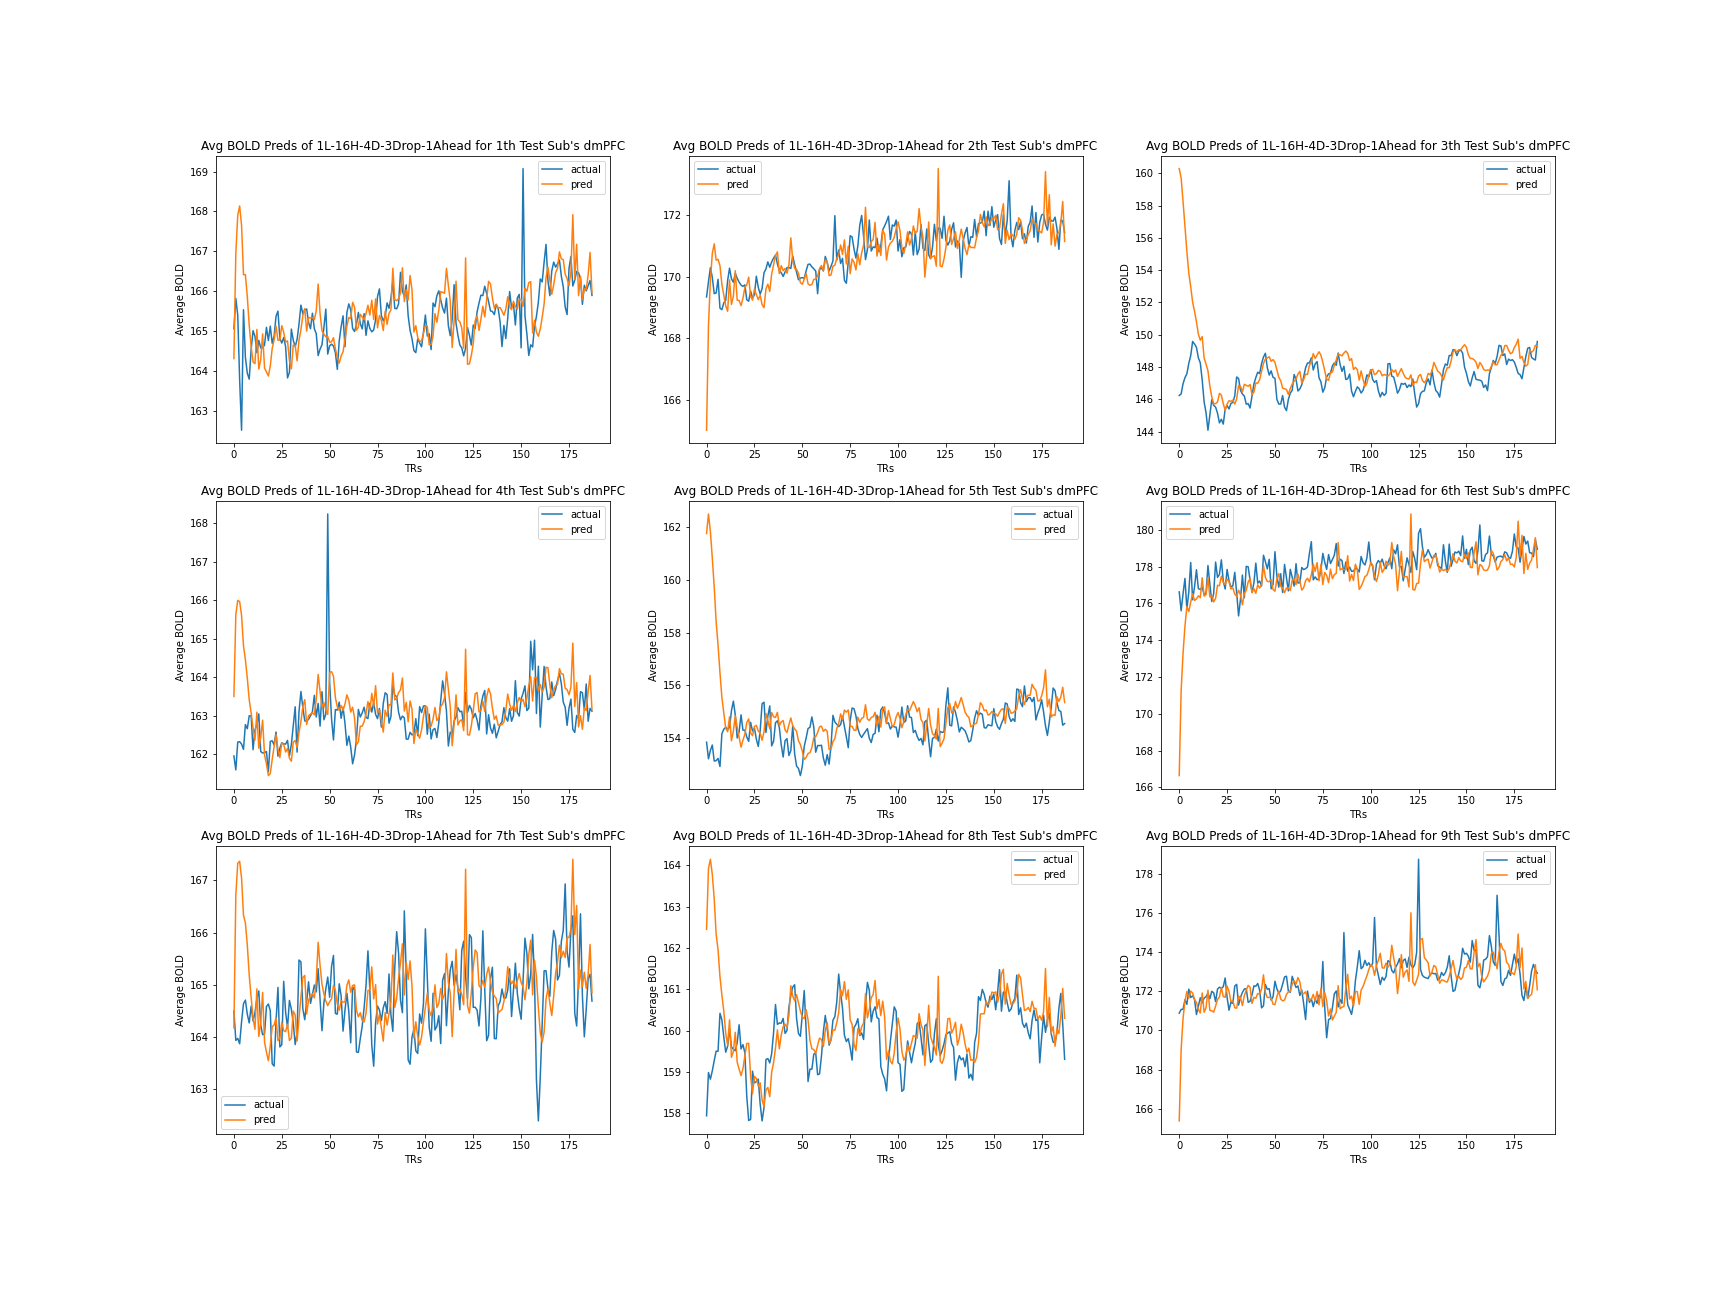 Avg BOLD Preds of 1L-16H-4D-3Drop-1Ahead for 1th Test Sub's dmPFC
169
168
167
166
165
164
163
Average BOLD
actual
pred
0 25 50 75 100 125 150 175
TRs
Avg BOLD Preds of 1L-16H-4D-3Drop-1Ahead for 2th Test Sub's dmPFC
172
170
168
166
Average BOLD
actual
pred
0 25 50 75 100 125 150 175
TRs
Avg BOLD Preds of 1L-16H-4D-3Drop-1Ahead for 3th Test Sub's dmPFC
160
158
156
154
152
150
148
146
144
Average BOLD
actual
pred
0 25 50 75 100 125 150 175
TRs
Avg BOLD Preds of 1L-16H-4D-3Drop-1Ahead for 4th Test Sub's dmPFC
168
167
166
165
164
163
162
Average BOLD
actual
pred
0 25 50 75 100 125 150 175
TRs
Avg BOLD Preds of 1L-16H-4D-3Drop-1Ahead for 5th Test Sub's dmPFC
162
160
158
156
154
Average BOLD
actual
pred
0 25 50 75 100 125 150 175
TRs
Avg BOLD Preds of 1L-16H-4D-3Drop-1Ahead for 6th Test Sub's dmPFC
180
178
176
174
172
170
168
166
Average BOLD
actual
pred
0 25 50 75 100 125 150 175
TRs
Avg BOLD Preds of 1L-16H-4D-3Drop-1Ahead for 7th Test Sub's dmPFC
167
166
165
164
163
Average BOLD
actual
pred
0 25 50 75 100 125 150 175
TRs
Avg BOLD Preds of 1L-16H-4D-3Drop-1Ahead for 8th Test Sub's dmPFC
164
163
162
161
160
159
158
Average BOLD
actual
pred
0 25 50 75 100 125 150 175
TRs
Avg BOLD Preds of 1L-16H-4D-3Drop-1Ahead for 9th Test Sub's dmPFC
178
176
174
172
170
168
166
Average BOLD
actual
pred
0 25 50 75 100 125 150 175
TRs